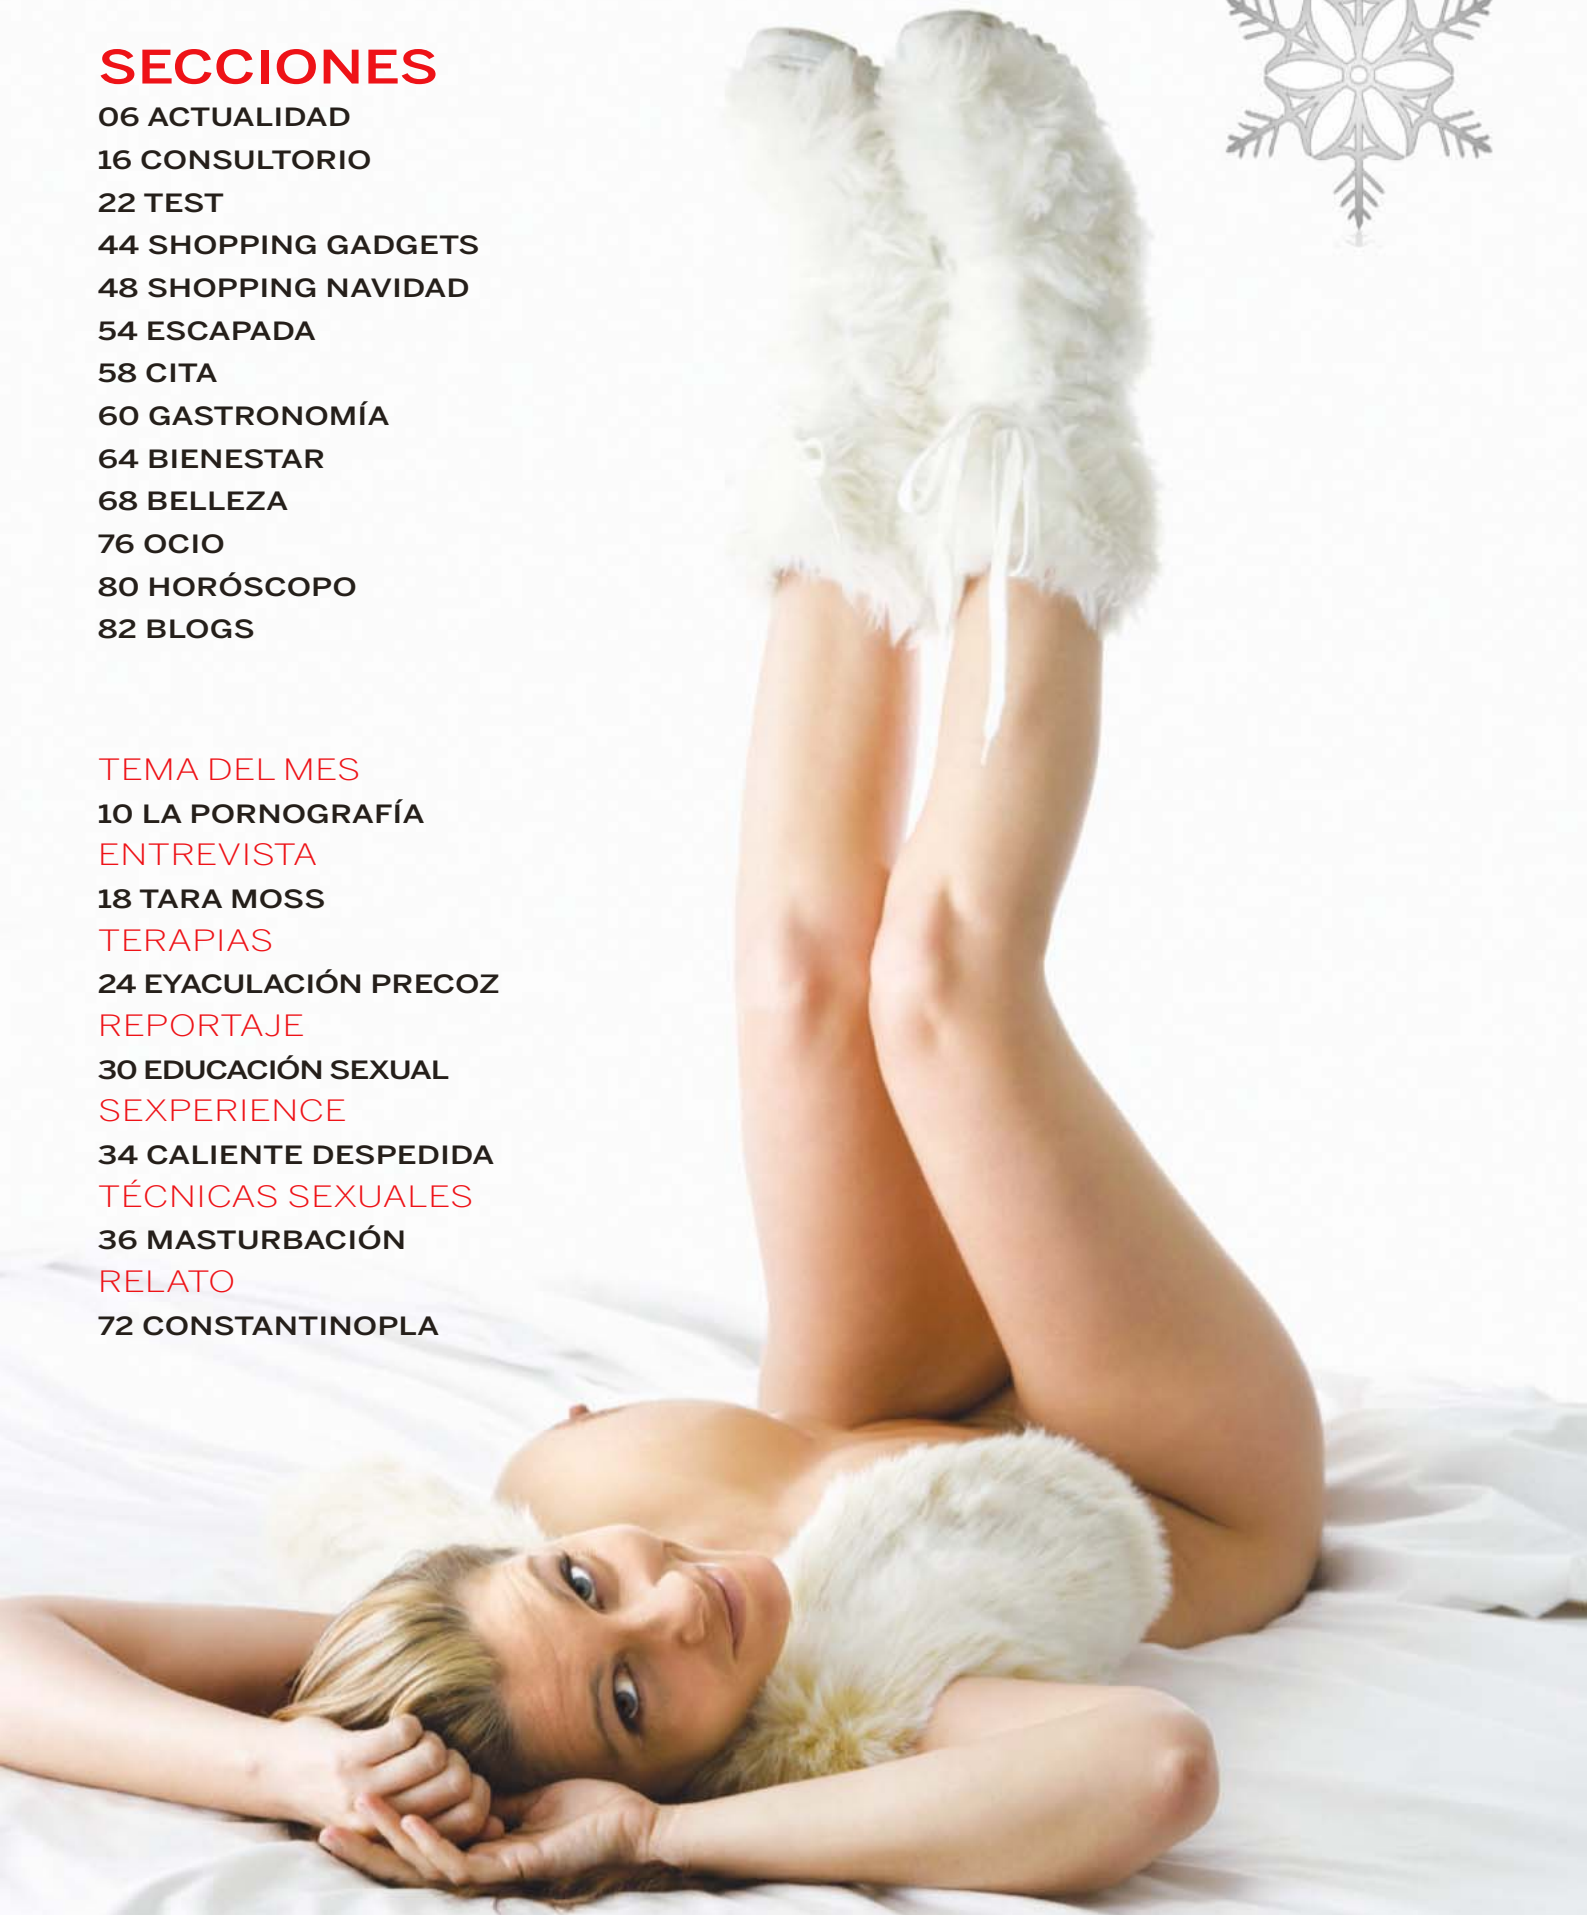 SECCIONES
06 ACTUALIDAD
16 CONSULTORIO
22 TEST
44 SHOPPING GADGETS
48 SHOPPING NAVIDAD
54 ESCAPADA
58 CITA
60 GASTRONOMÍA
64 BIENESTAR
68 BELLEZA
76 OCIO
80 HORÓSCOPO
82 BLOGS
TEMA DEL MES
10 LA PORNOGRAFÍA
ENTREVISTA
18 TARA MOSS
TERAPIAS
24 EYACULACIÓN PRECOZ
REPORTAJE
30 EDUCACIÓN SEXUAL
SEXPERIENCE
34 CALIENTE DESPEDIDA
TÉCNICAS SEXUALES
36 MASTURBACIÓN
RELATO
72 CONSTANTINOPLA